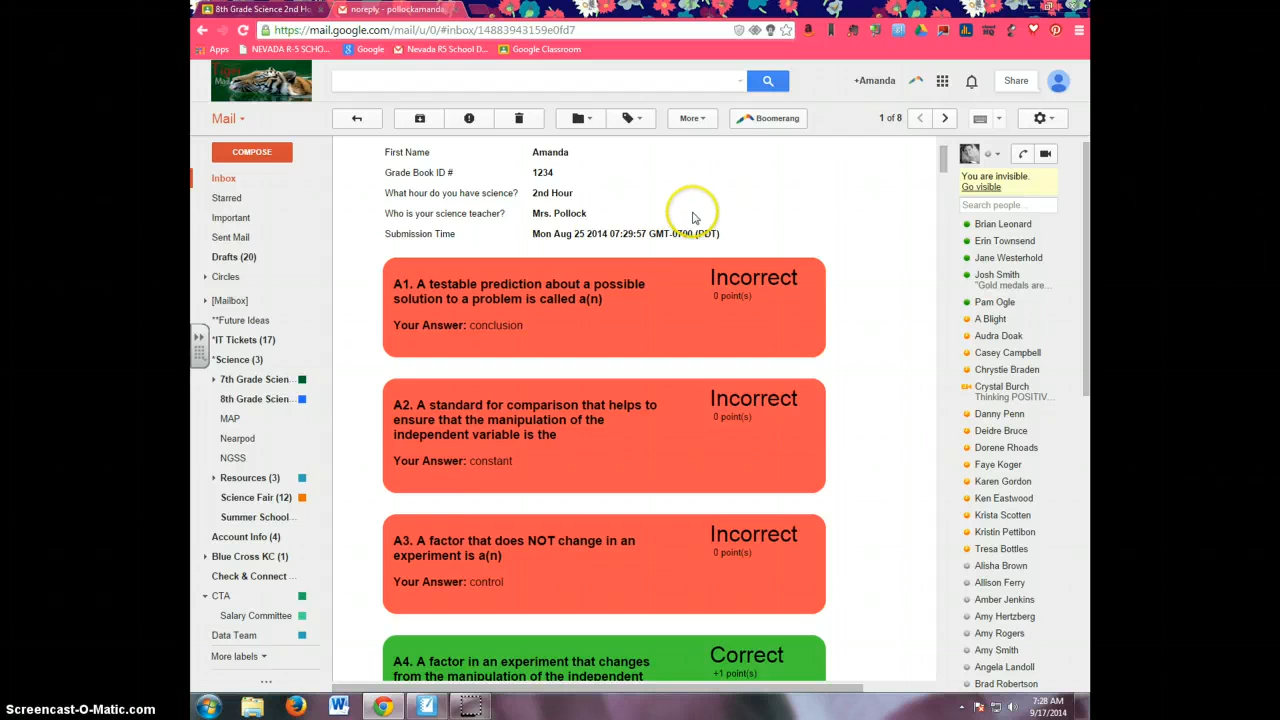 8th Grade Science 2nd H
noreply - pollockamanda
https://mail.google.com/mail/u/0/#inbox/14883943159e0fd7
Apps
NEVADA R-5 SCHO...
Google
Nevada R5 School D...
Google Classroom
+Amanda
Share
Mail
More
Boomerang
1 of 8
COMPOSE
Inbox
Starred
Important
Sent Mail
Drafts (20)
Circles
[Mailbox]
**Future Ideas
*IT Tickets (17)
*Science (3)
7th Grade Scien...
8th Grade Scien...
MAP
Nearpod
NGSS
Resources (3)
Science Fair (12)
Summer School...
Account Info (4)
Blue Cross KC (1)
Check & Connect ...
CTA
Salary Committee
Data Team
More labels
First Name Amanda
Grade Book ID # 1234
What hour do you have science? 2nd Hour
Who is your science teacher? Mrs. Pollock
Submission Time Mon Aug 25 2014 07:29:57 GMT-0700 (PDT)
A1. A testable prediction about a possible
solution to a problem is called a(n)
Your Answer: conclusion
Incorrect
0 point(s)
A2. A standard for comparison that helps to
ensure that the manipulation of the
independent variable is the
Your Answer: constant
Incorrect
0 point(s)
A3. A factor that does NOT change in an
experiment is a(n)
Your Answer: control
Incorrect
0 point(s)
A4. A factor in an experiment that changes
from the manipulation of the independent
Correct
+1 point(s)
You are invisible.
Go visible
Search people...
Brian Leonard
Erin Townsend
Jane Westerhold
Josh Smith
"Gold medals are...
Pam Ogle
A Blight
Audra Doak
Casey Campbell
Chrystie Braden
Crystal Burch
Thinking POSITIV...
Danny Penn
Deidre Bruce
Dorene Rhoads
Faye Koger
Karen Gordon
Ken Eastwood
Krista Scotten
Kristin Pettibon
Tresa Bottles
Alisha Brown
Allison Ferry
Amber Jenkins
Amy Hertzberg
Amy Rogers
Amy Smith
Angela Landoll
Brad Robertson
7:28 AM
9/17/2014
Screencast-O-Matic.com